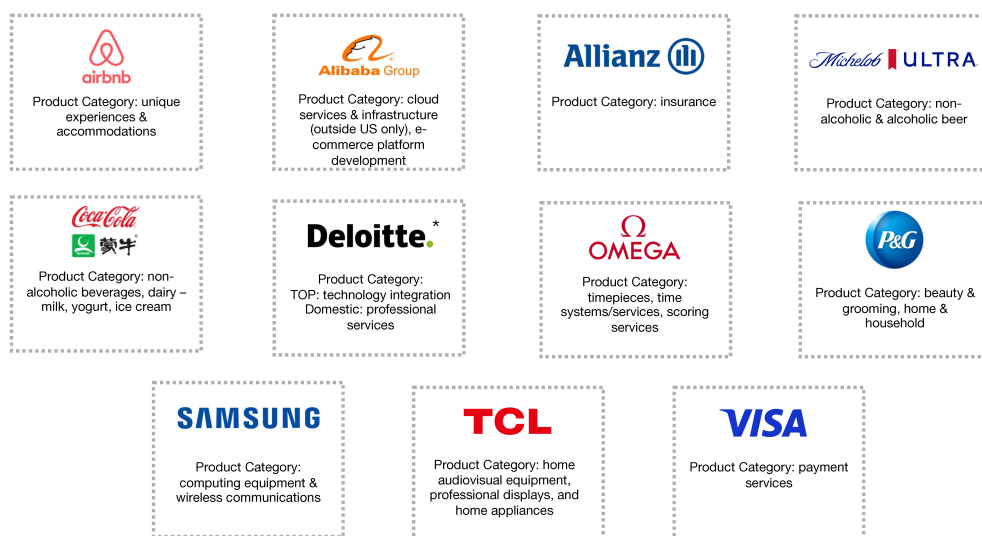 airbnb
Product Category: unique
experiences &
accommodations
Alibaba Group
Product Category: cloud
services & infrastructure
(outside US only), e-
commerce platform
development
Allianz
Product Category: insurance
Michelob ULTRA
Product Category: non-
alcoholic & alcoholic beer
Coca-Cola
蒙牛
Product Category: non-
alcoholic beverages, dairy –
milk, yogurt, ice cream
Deloitte.*
Product Category:
TOP: technology integration
Domestic: professional
services
Ω
OMEGA
Product Category:
timepieces, time
systems/services, scoring
services
P&G
Product Category: beauty &
grooming, home &
household
SAMSUNG
Product Category:
computing equipment &
wireless communications
TCL
Product Category: home
audiovisual equipment,
professional displays, and
home appliances
VISA
Product Category: payment
services